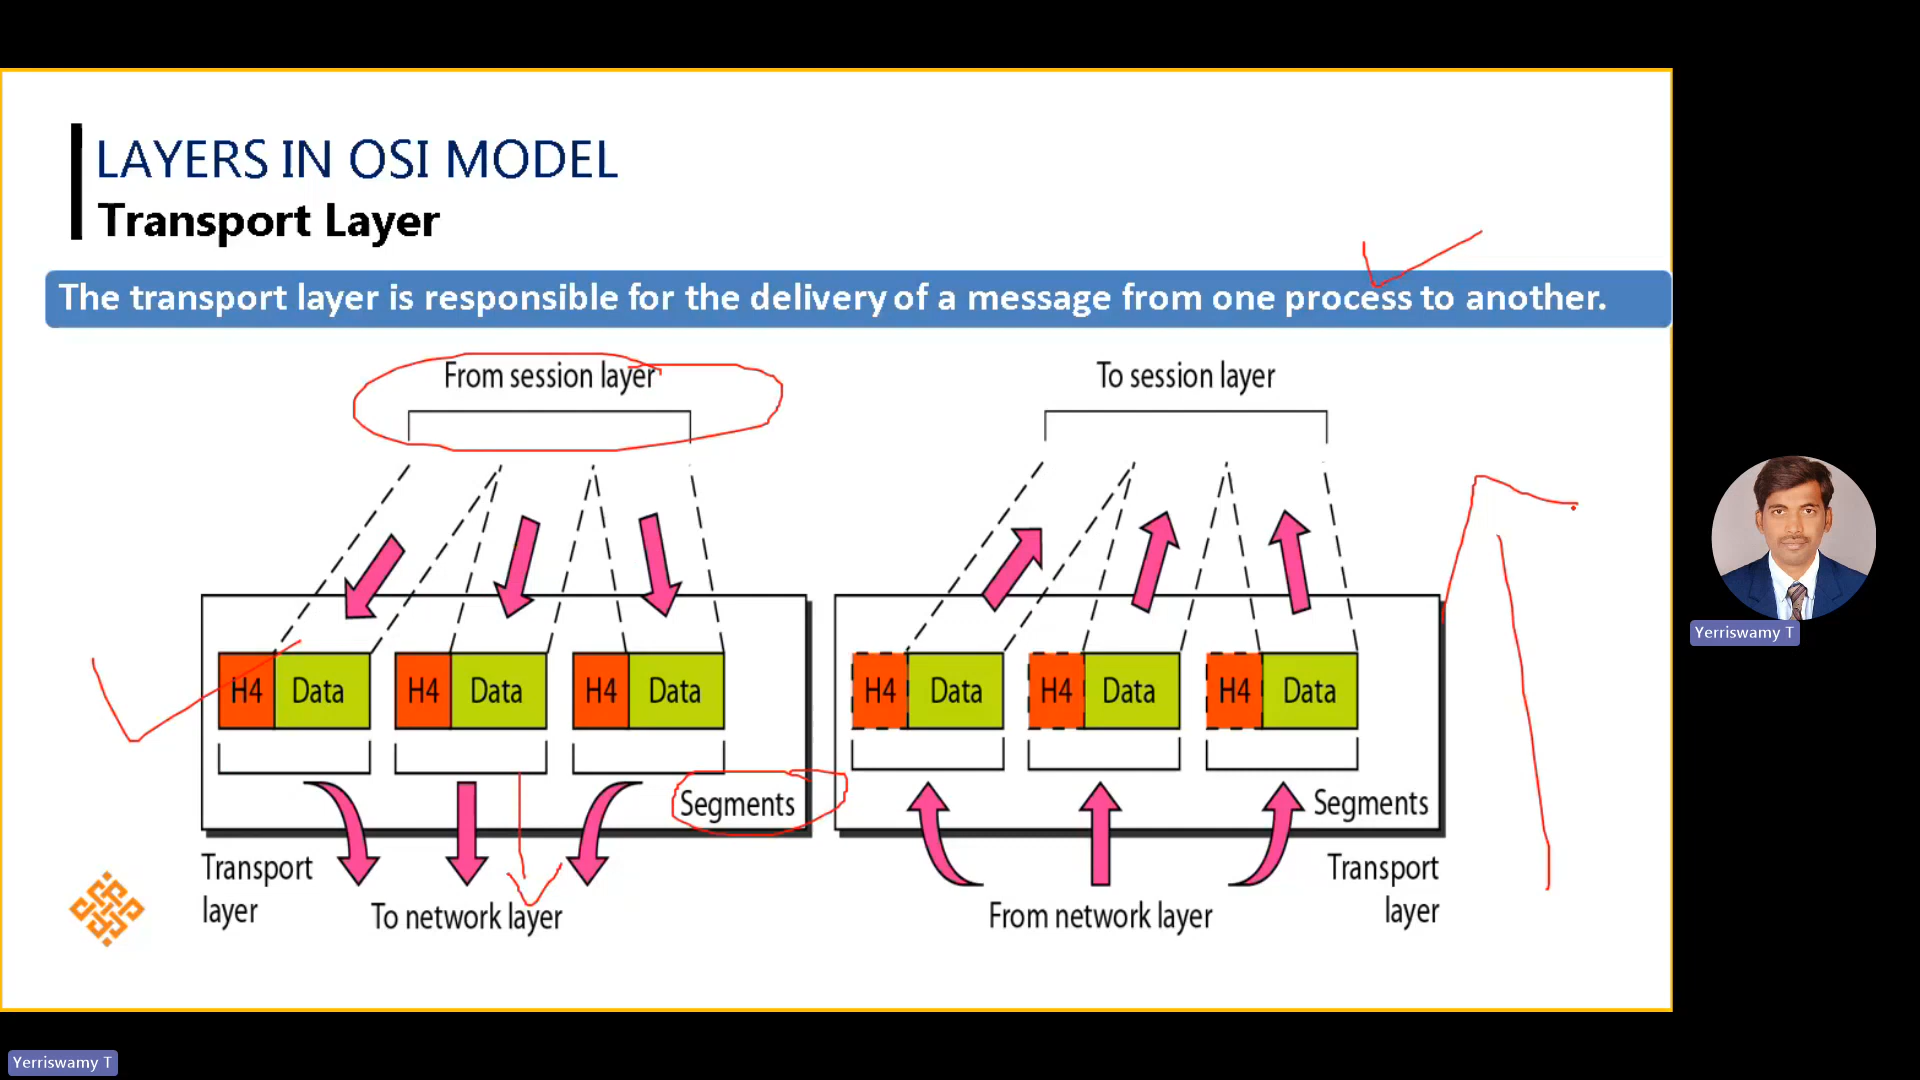 LAYERS IN OSI MODEL
Transport Layer
The transport layer is responsible for the delivery of a message from one process to another.
From session layer
To session layer
H4 Data H4 Data H4 Data
H4 Data H4 Data H4 Data
Segments
Segments
Transport
layer
To network layer
From network layer
Transport
layer
Yerriswamy T
Yerriswamy T